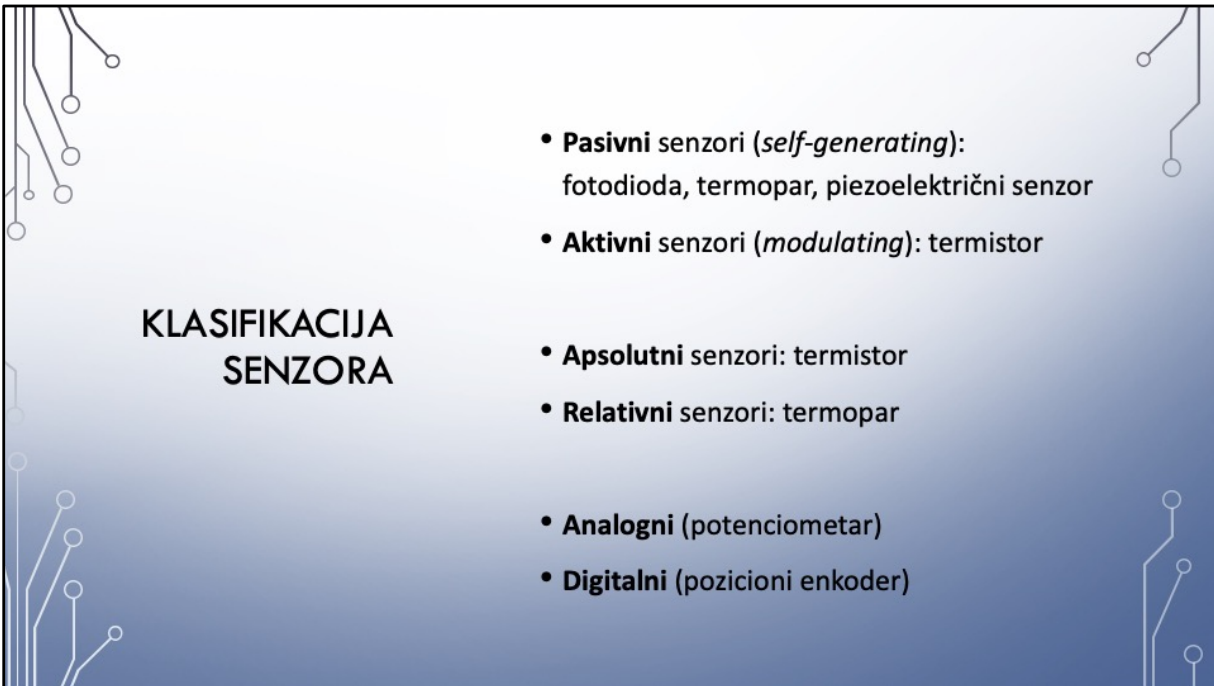 KLASIFIKACIJA
SENZORA
• Pasivni senzori (self-generating):
fotodioda, termopar, piezoelektrični senzor
• Aktivni senzori (modulating): termistor
• Apsolutni senzori: termistor
• Relativni senzori: termopar
• Analogni (potenciometar)
• Digitalni (pozicioni enkoder)